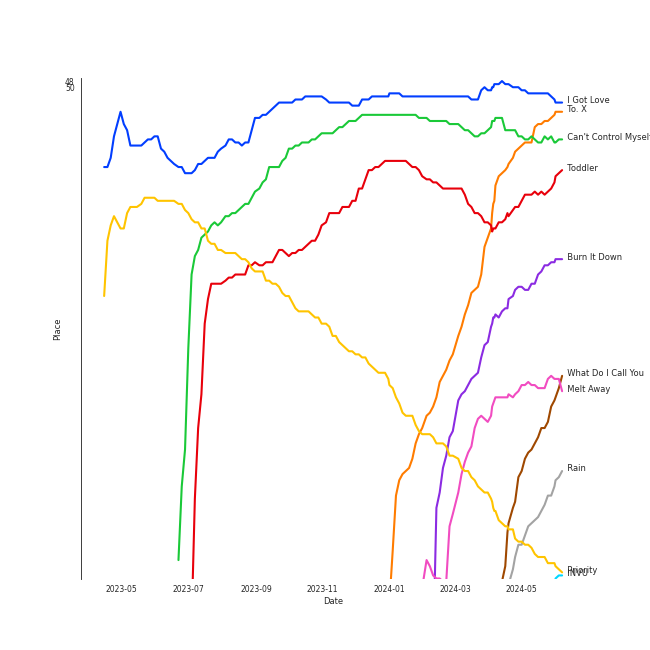 48
50
I Got Love
To. X
Can't Control Mysel
Toddler
Burn It Down
What Do I Call You
Melt Away
Rain
Priority
INVU
Place
2023-05
2023-07
2023-09
2023-11
2024-01
2024-03
2024-05
Date